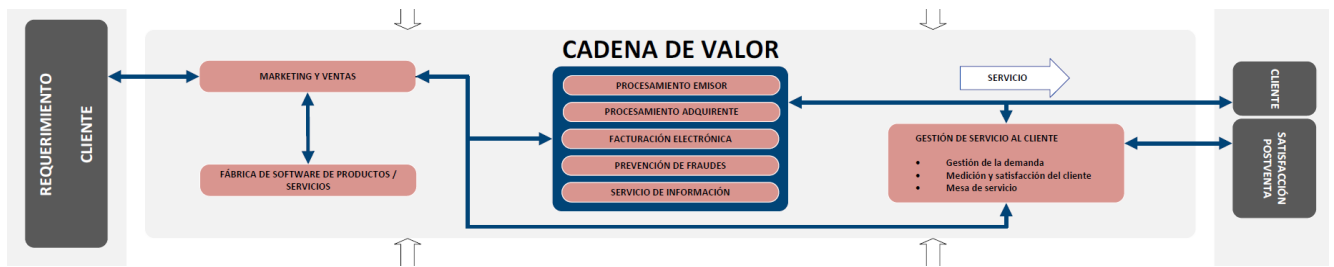 REQUERIMIENTO
CLIENTE
CADENA DE VALOR
MARKETING Y VENTAS
FÁBRICA DE SOFTWARE DE PRODUCTOS /
SERVICIOS
PROCESAMIENTO EMISOR
PROCESAMIENTO ADQUIRENTE
FACTURACIÓN ELECTRÓNICA
PREVENCIÓN DE FRAUDES
SERVICIO DE INFORMACIÓN
SERVICIO
GESTIÓN DE SERVICIO AL CLIENTE
• Gestión de la demanda
• Medición y satisfacción del cliente
• Mesa de servicio
CLIENTE
SATISFACCIÓN
POSTVENTA